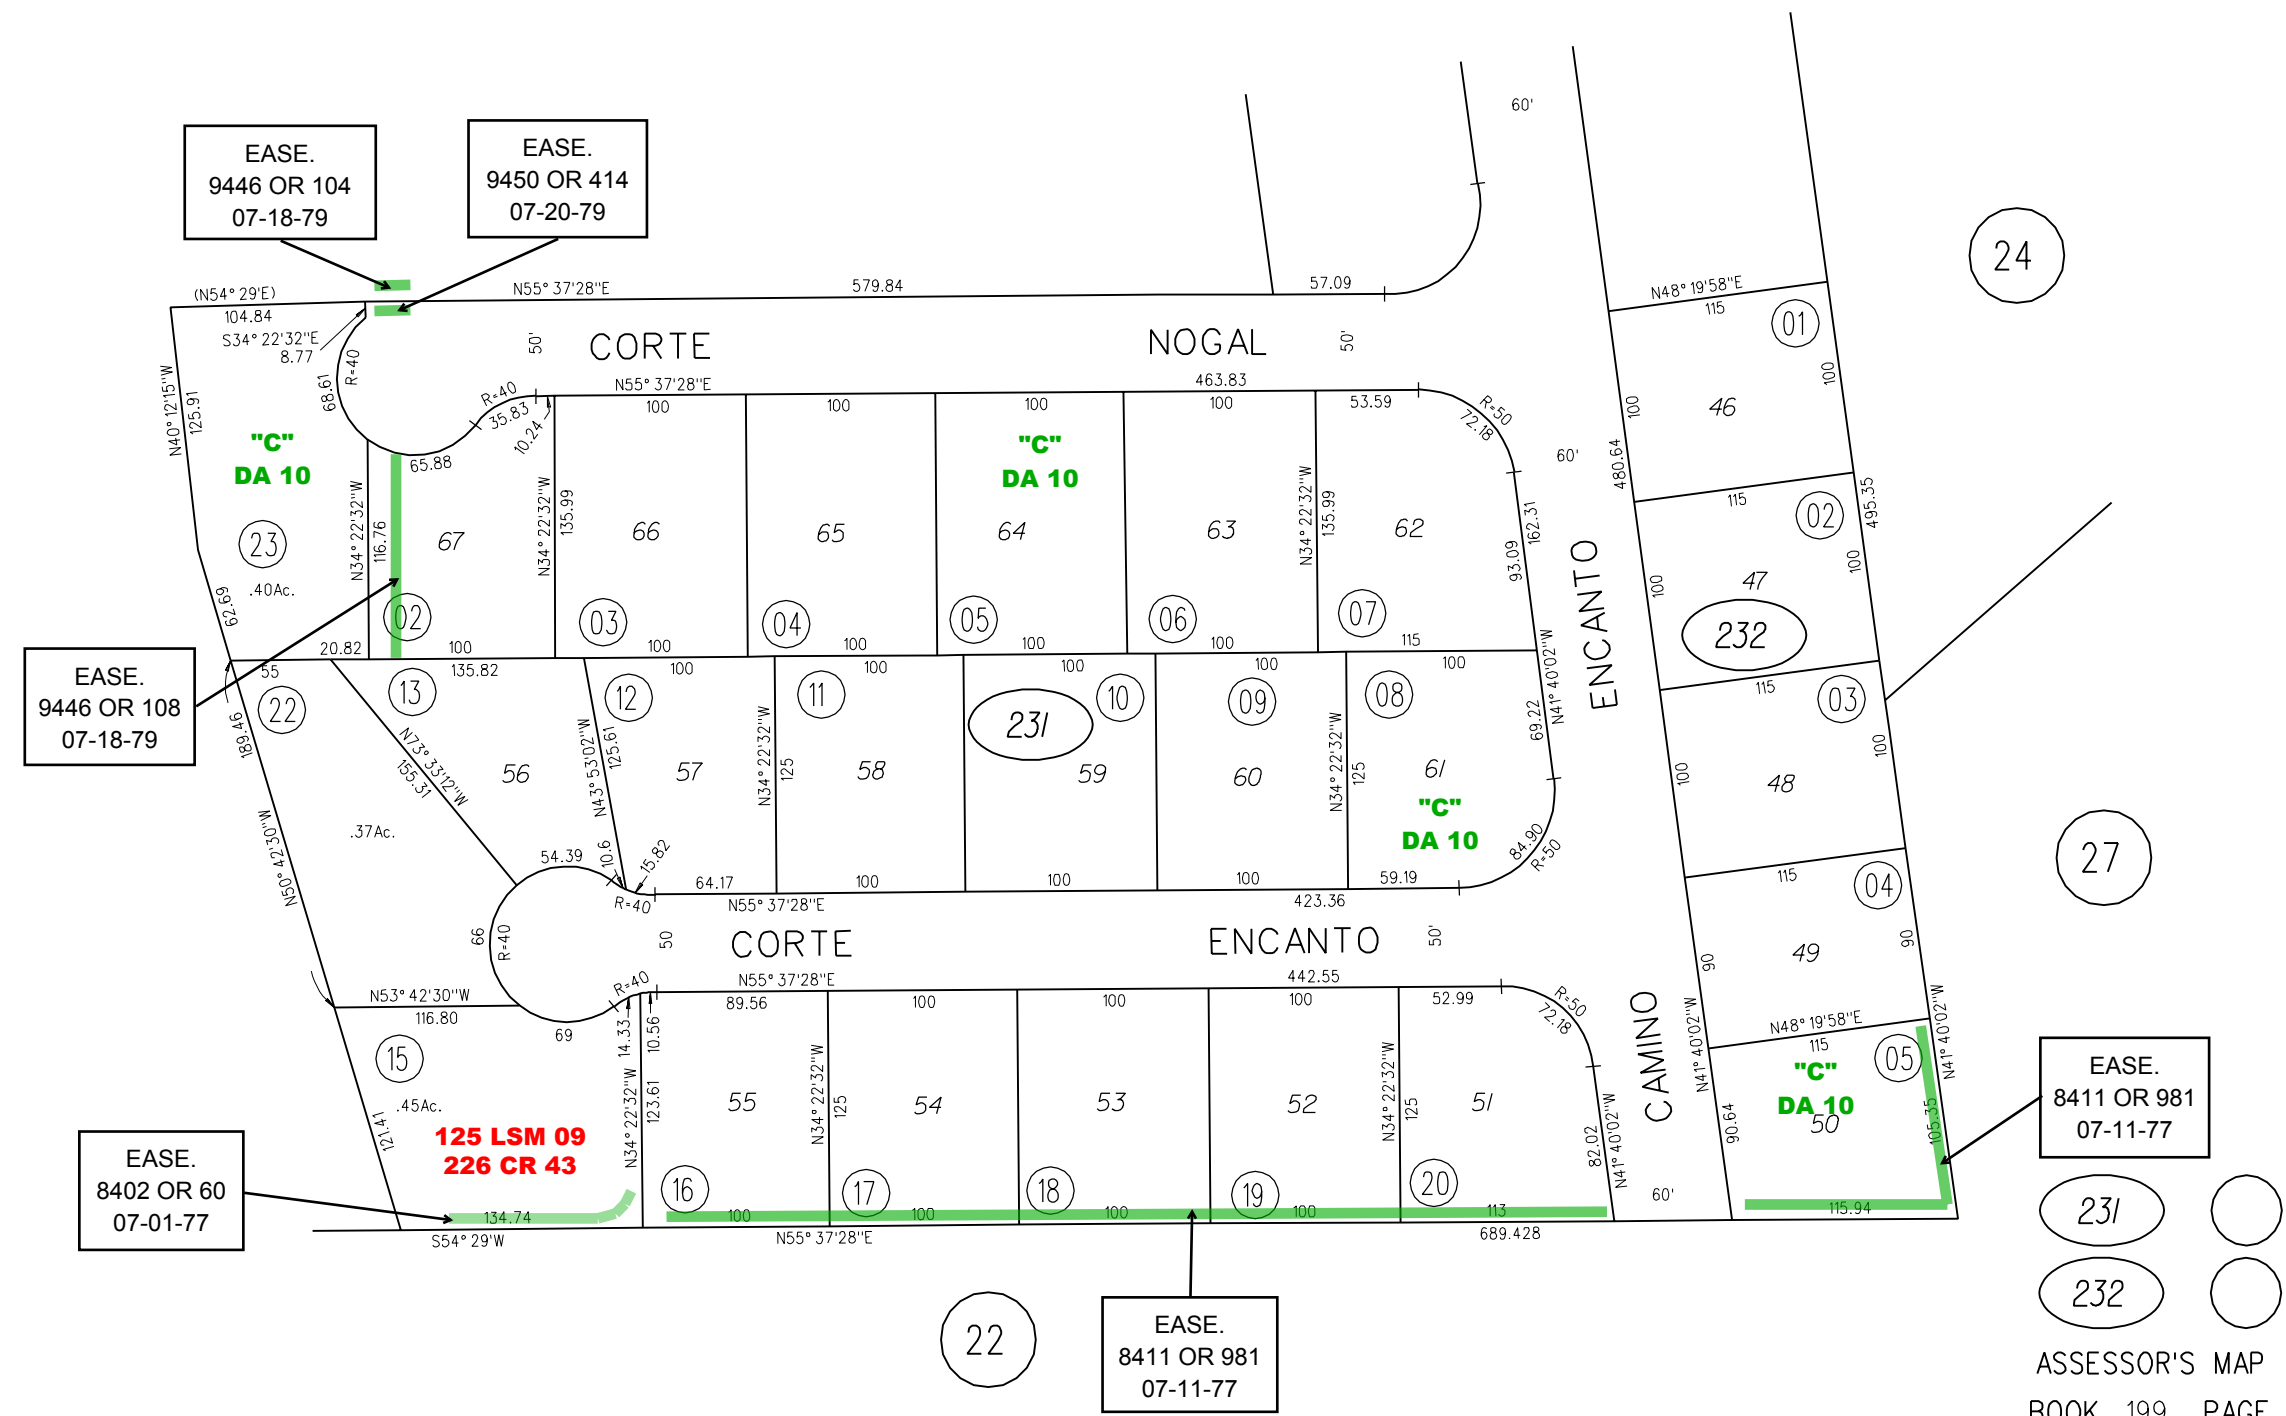 EASE.
9446 OR 104
07-18-79
EASE.
9450 OR 414
07-20-79
60'
24
(N54° 29'E)
104.84
S34° 22'32"E
8.77
N55° 37'28"E
579.84
57.09
N48° 19'58"E
115
01
CORTE
NOGAL
50'
50'
N40° 12'15"W
125.91
68.61
R=40
R=40
35.83
10.24
N55° 37'28"E
463.83
100
100
100
100
53.59
R=50
72.18
100
46
100
"C"
DA 10
65.88
"C"
DA 10
60'
480.64
115
02
495.35
N34° 22'32"W
116.76
N34° 22'32"W
135.99
N34° 22'32"W
135.99
162.31
93.09
23
67
66
65
64
63
62
ENCANTO
100
47
100
.40Ac.
62.69
02
03
04
05
06
07
232
20.82
100
100
100
100
100
115
N41° 40'02"W
EASE.
9446 OR 108
07-18-79
55
135.82
100
100
100
100
100
115
03
189.46
22
13
12
11
10
09
08
231
69.22
N73° 33'12"W
155.31
N43° 53'02"W
125.61
N34° 22'32"W
125
N34° 22'32"W
125
56
57
58
59
60
61
100
48
100
"C"
DA 10
.37Ac.
N50° 42'30"W
54.39
10.6
15.82
84.90
R=50
27
64.17
100
100
100
59.19
115
04
R=40
N55° 37'28"E
423.36
66
R=40
50
CORTE
ENCANTO
50'
90
49
90
R=40
N55° 37'28"E
442.55
N53° 42'30"W
116.80
89.56
100
100
100
52.99
R=50
72.18
CAMINO
N41° 40'02"W
N48° 19'58"E
115
N41° 40'02"W
69
14.33
10.56
15
05
"C"
DA 10
50
EASE.
8411 OR 981
07-11-77
.45Ac.
N34° 22'32"W
123.61
N34° 22'32"W
125
N34° 22'32"W
125
55
54
53
52
51
82.02
N41° 40'02"W
90.64
105.35
121.41
125 LSM 09
226 CR 43
EASE.
8402 OR 60
07-01-77
16
17
18
19
20
60'
134.74
100
100
100
100
113
115.94
S54° 29'W
N55° 37'28"E
689.428
231
232
22
EASE.
8411 OR 981
07-11-77
ASSESSOR'S MAP
BOOK 199 PAGE